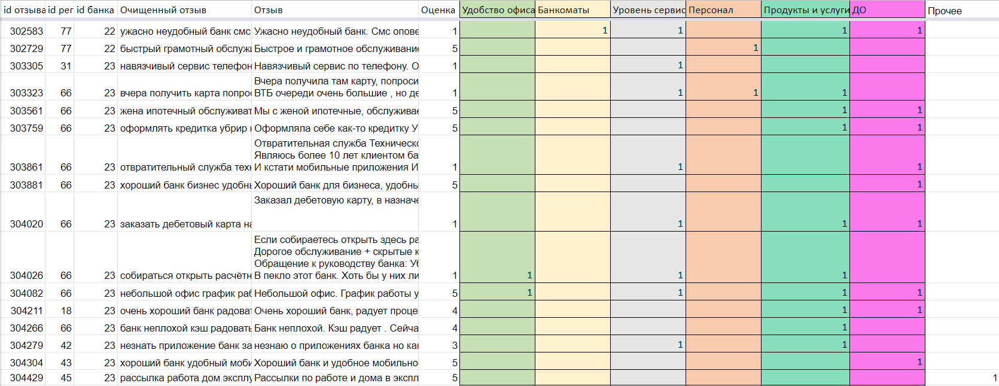 id отзыва id рег id банка Очищенный отзыв Отзыв Оценка Удобство офиса Банкоматы Уровень сервис Персонал Продукты и услуги ДО Прочее
302583 77 22 ужасно неудобный банк смс Ужасно неудобный банк. Смс опове 1 1 1 1 1
302729 77 22 быстрый грамотный обслужи Быстрое и грамотное обслуживание 5 1
303305 31 23 навязчивый сервис телефон Навязчивый сервис по телефону. О 1 1
Вчера получила там карту, попроси
303323 66 23 вчера получить карта попрос ВТБ очереди очень большие , но де 1 1 1 1
303561 66 23 жена ипотечный обслуживат Мы с женой ипотечные, обслуживае 5 1 1
303759 66 23 оформлять кредитка убрир Оформляла себе как-то кредитку У 5 1 1
Отвратительная служба Техническо
Являюсь более 10 лет клиентом ба
303861 66 23 отвратительный служба техн И кстати мобильные приложения И 1 1 1
303881 66 23 хороший банк бизнес удобны Хороший банк для бизнеса, удобны 5 1
Заказал дебетовую карту, в назначе
304020 66 23 заказать дебетовый карта на 1 1 1 1
Если собираетесь открыть здесь ра
Дорогое обслуживание + скрытые к
Обращение к руководству банка: Уб
304026 66 23 собираться открыть расчётн В пекло этот банк. Хоть бы у них ли 1 1 1 1
304082 66 23 небольшой офис график раб Небольшой офис. График работы у 5 1 1 1 1
304211 18 23 очень хороший банк радоват Очень хороший банк, радует проце 4 1 1
304266 66 23 банк неплохой кэш радовать Банк неплохой. Кэш радует . Сейча 4 1
304279 42 23 незнать приложение банк за незнаю о приложениях банка но как 3 1 1
304304 43 23 хороший банк удобный моби Хороший банк и удобное мобильно 5 1
304429 45 23 рассылка работа дом эксплу Рассылки по работе и дома в экспл 5 1